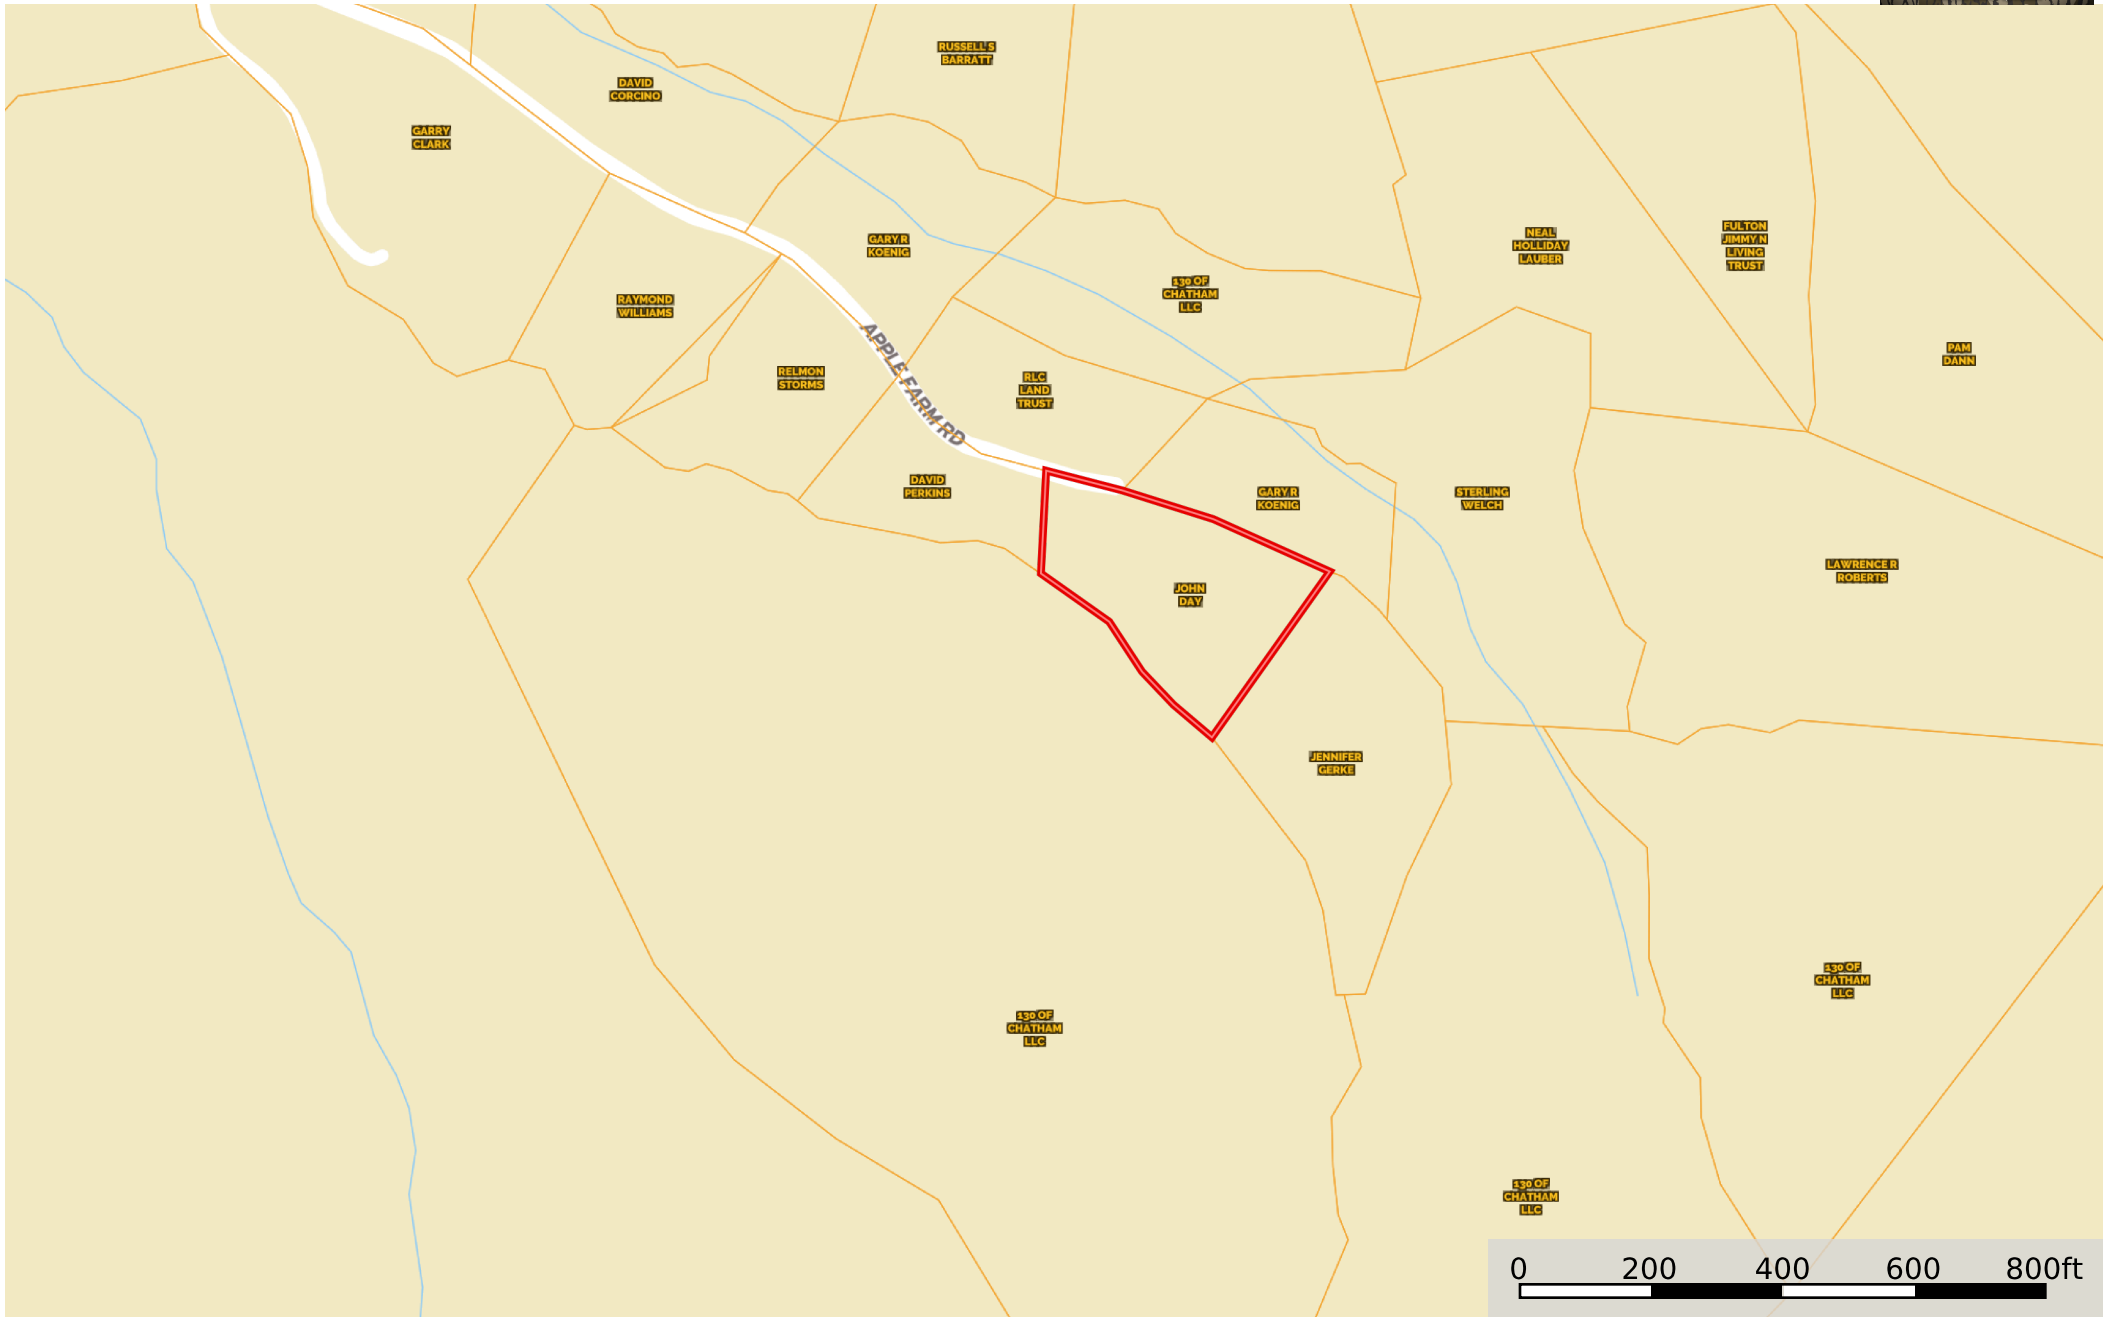 RUSSELL S
BARRATT
DAVID
CORCINO
GARRY
CLARK
GARY R
KOENIG
NEAL
HOLLIDAY
LAUBER
FULTON
JIMMY N
LIVING
TRUST
130 OF
CHATHAM
LLC
RAYMOND
WILLIAMS
PAM
DANN
APPLE FARM RD
RELMON
STORMS
RLC
LAND
TRUST
DAVID
PERKINS
GARY R
KOENIG
STERLING
WELCH
LAWRENCE R
ROBERTS
JOHN
DAY
JENNIFER
GERKE
130 OF
CHATHAM
LLC
130 OF
CHATHAM
LLC
130 OF
CHATHAM
LLC
0 200 400 600 800ft